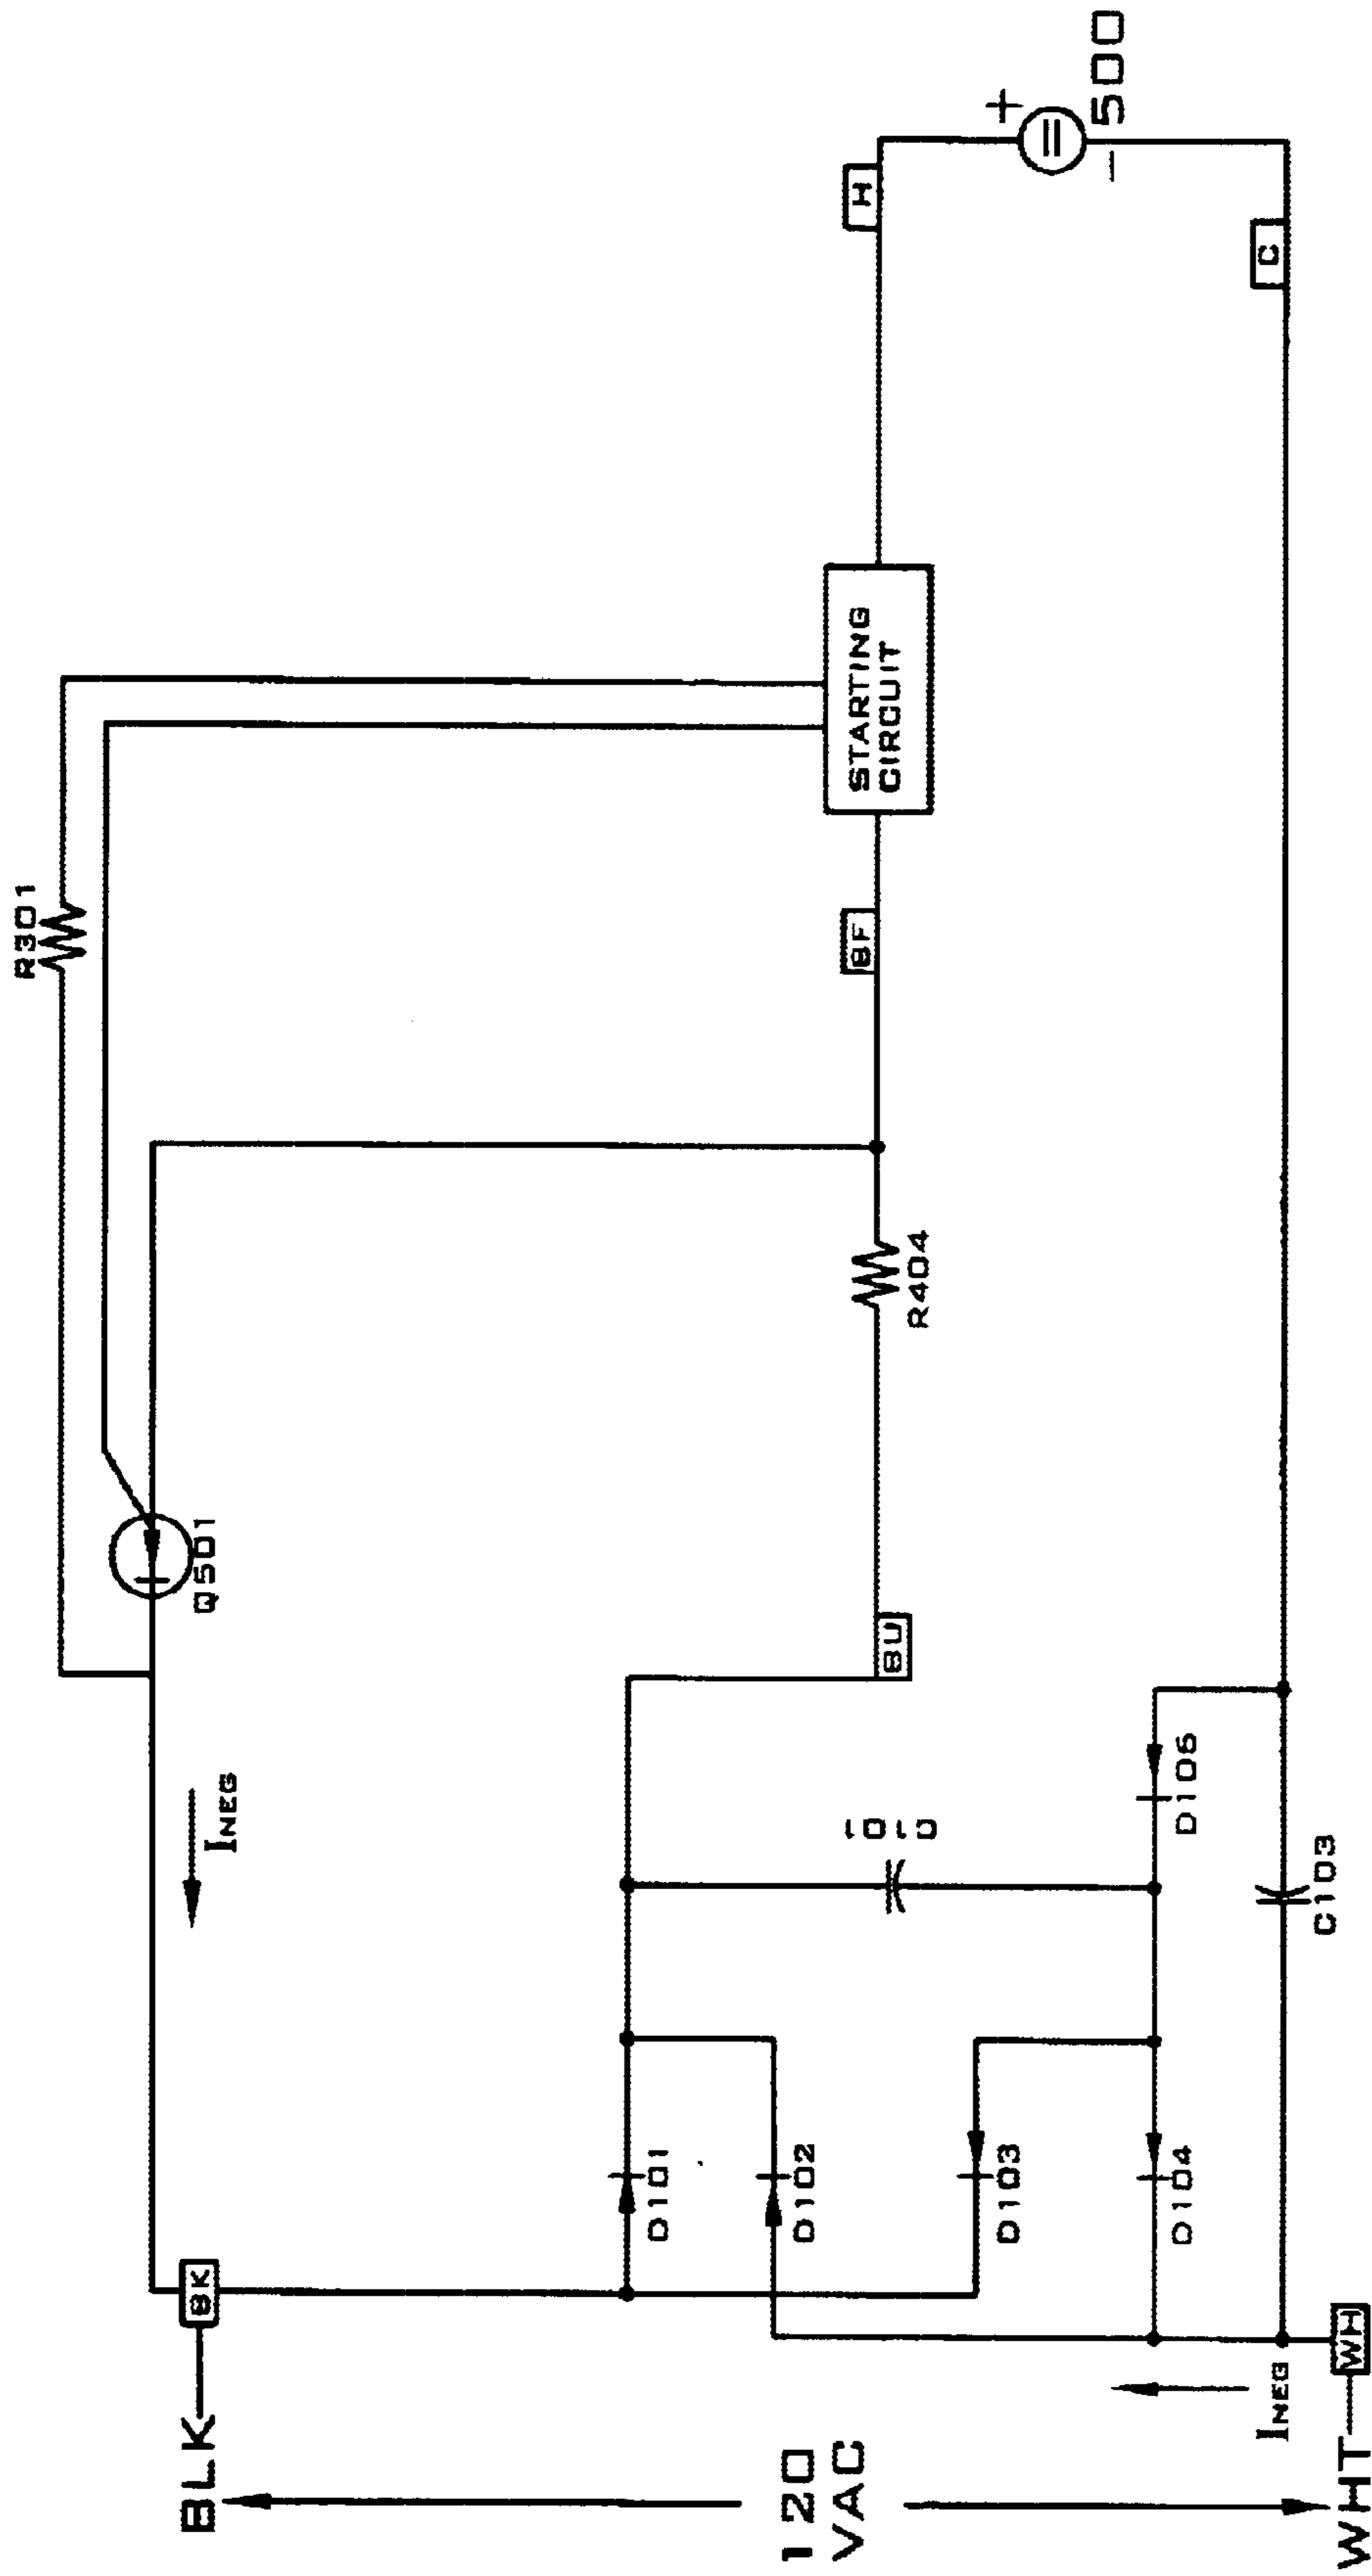 R301
Q501
BLK
BK
INEG
STARTING
CIRCUIT
H
+
500
-
BF
R404
BU
C101
D101
D102
D103
D104
D106
C103
C
120
VAC
INEG
WH
WHT